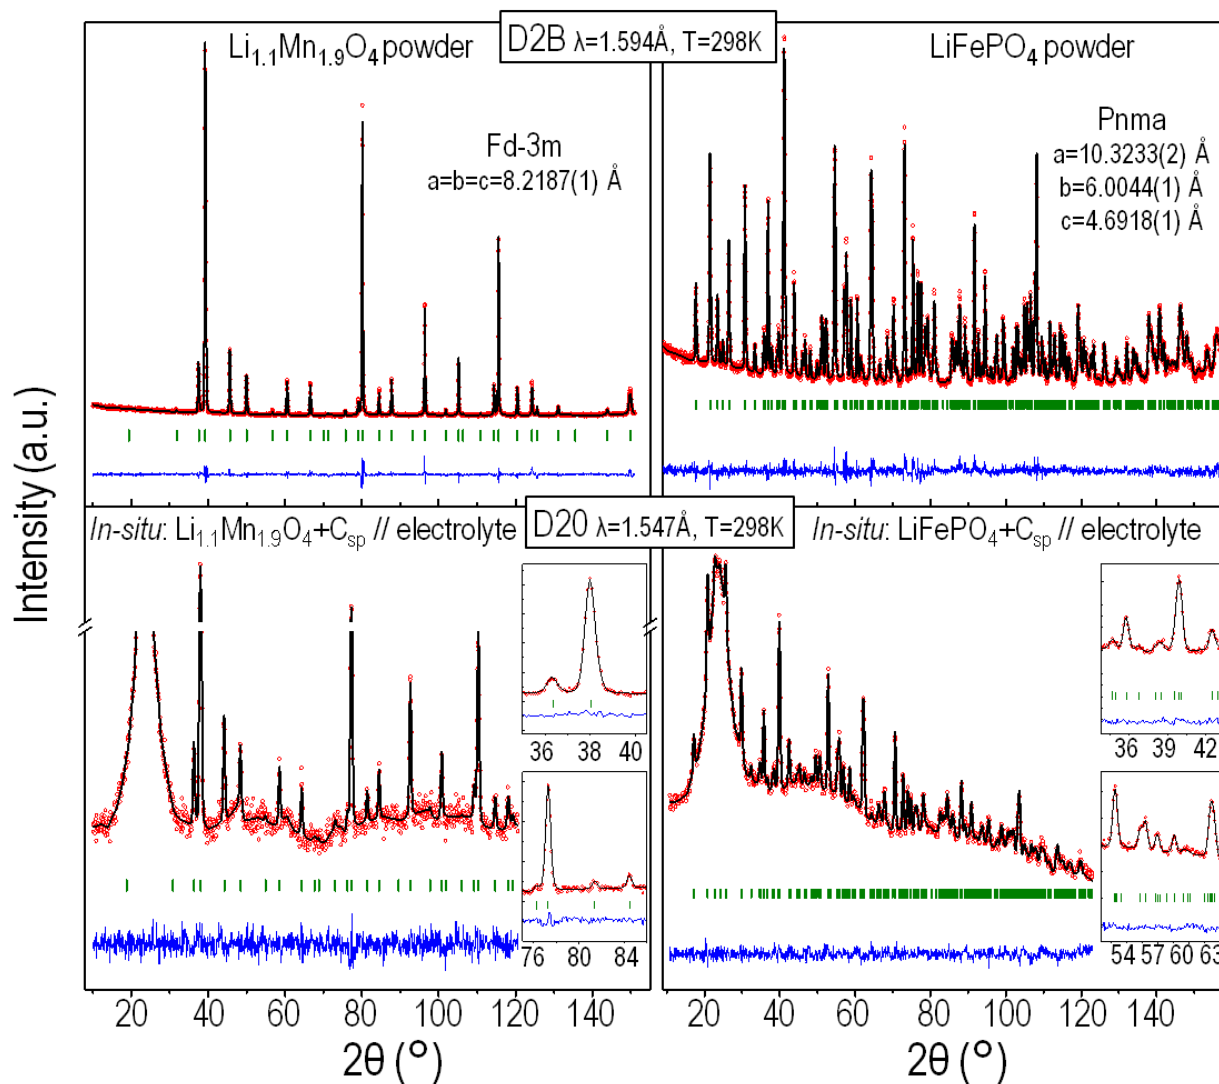 D2B λ=1.594Å, T=298K
Li1.1Mn1.9O4 powder
LiFePO4 powder
Fd-3m
a=b=c=8.2187(1) Å
Pnma
a=10.3233(2) Å
b=6.0044(1) Å
c=4.6918(1) Å
Intensity (a.u.)
D20 λ=1.547Å, T=298K
In-situ: Li1.1Mn1.9O4+Csp // electrolyte
In-situ: LiFePO4+Csp // electrolyte
36 38 40
36 39 42
76 80 84
54 57 60 63
20 40 60 80 100 120 140
20 40 60 80 100 120 140
2θ (°)
2θ (°)